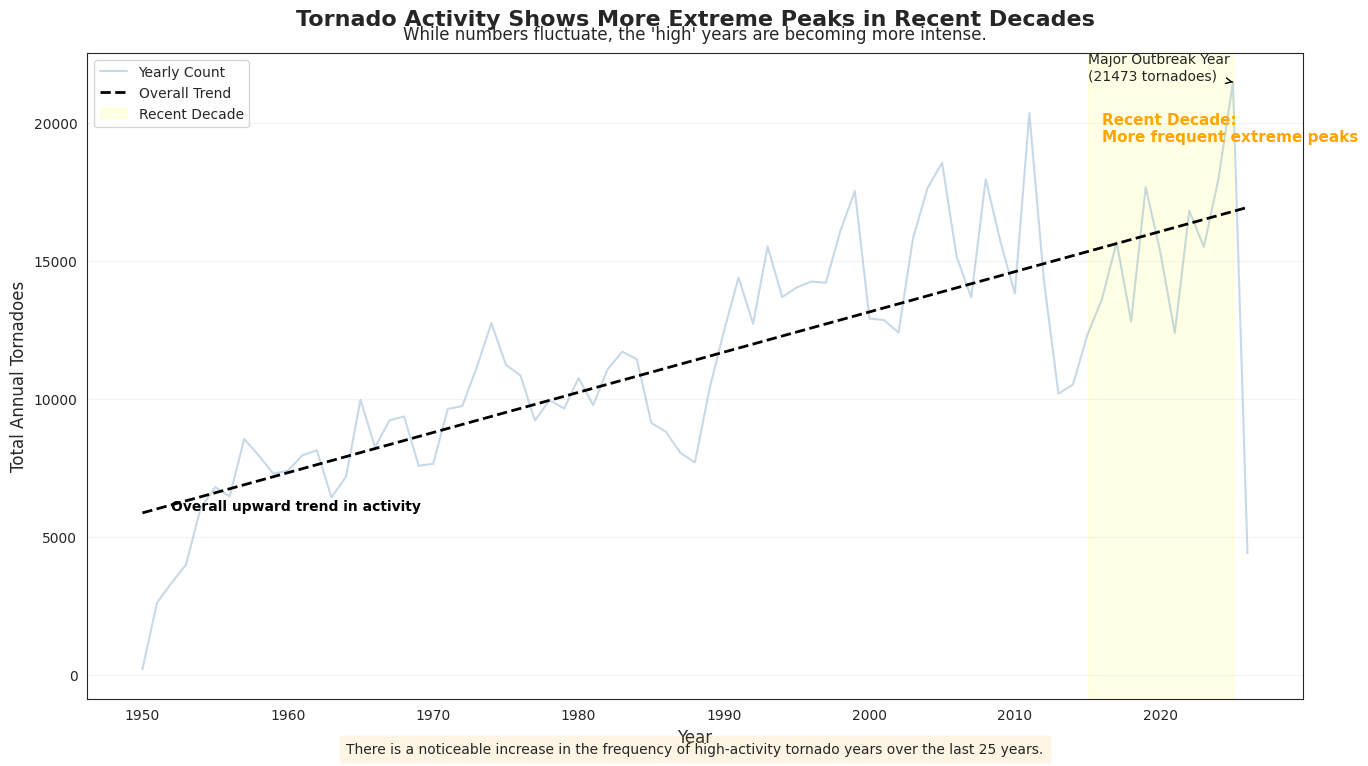 Tornado Activity Shows More Extreme Peaks in Recent Decades
While numbers fluctuate, the 'high' years are becoming more intense.
Yearly Count
Overall Trend
Recent Decade
Major Outbreak Year
(21473 tornadoes)
Recent Decade:
More frequent extreme peaks
Overall upward trend in activity
Total Annual Tornadoes
20000
15000
10000
5000
0
1950 1960 1970 1980 1990 2000 2010 2020
Year
There is a noticeable increase in the frequency of high-activity tornado years over the last 25 years.